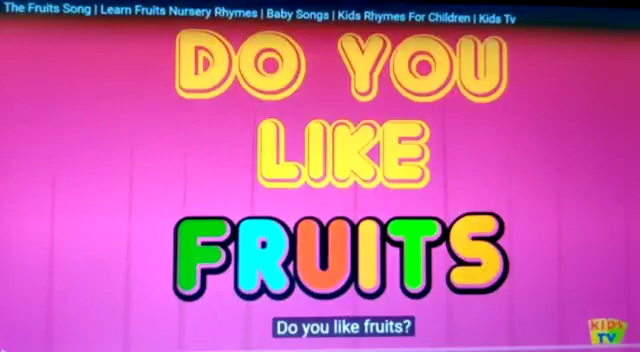 The Fruits Song | Learn Fruits Nursery Rhymes | Baby Songs | Kids Rhymes For Children | Kids Tv
DO YOU
LIKE
FRUITS
Do you like fruits?
KIDS
TV